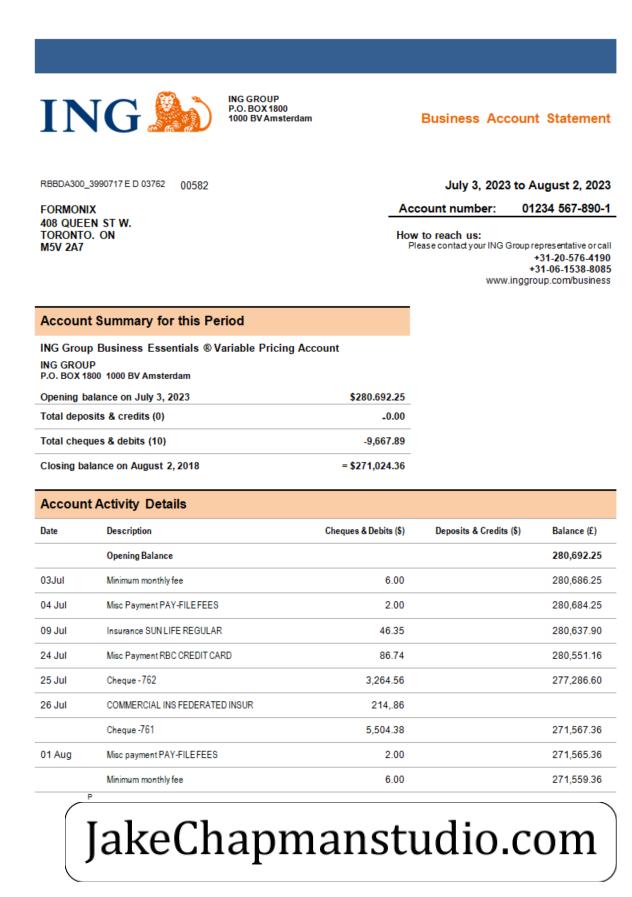 ING
ING GROUP
P.O. BOX 1800
1000 BV Amsterdam
Business Account Statement
RBBDA300_3990717 E D 03762 00582
July 3, 2023 to August 2, 2023
FORMONIX
408 QUEEN ST W.
TORONTO. ON
M5V 2A7
Account number: 01234 567-890-1
How to reach us:
Please contact your ING Group representative or call
+31-20-576-4190
+31-06-1538-8085
www.inggroup.com/business
Account Summary for this Period
ING Group Business Essentials ® Variable Pricing Account
ING GROUP
P.O. BOX 1800 1000 BV Amsterdam
Opening balance on July 3, 2023 $280.692.25
Total deposits & credits (0) -0.00
Total cheques & debits (10) -9,667.89
Closing balance on August 2, 2018 = $271,024.36
Account Activity Details
Date Description Cheques & Debits ($) Deposits & Credits ($) Balance (£)
Opening Balance 280,692.25
03Jul Minimum monthly fee 6.00 280,686.25
04 Jul Misc Payment PAY-FILE FEES 2.00 280,684.25
09 Jul Insurance SUN LIFE REGULAR 46.35 280,637.90
24 Jul Misc Payment RBC CREDIT CARD 86.74 280,551.16
25 Jul Cheque -762 3,264.56 277,286.60
26 Jul COMMERCIAL INS FEDERATED INSUR 214,.86
Cheque -761 5,504.38 271,567.36
01 Aug Misc payment PAY-FILE FEES 2.00 271,565.36
Minimum monthly fee 6.00 271,559.36
P
JakeChapmanstudio.com